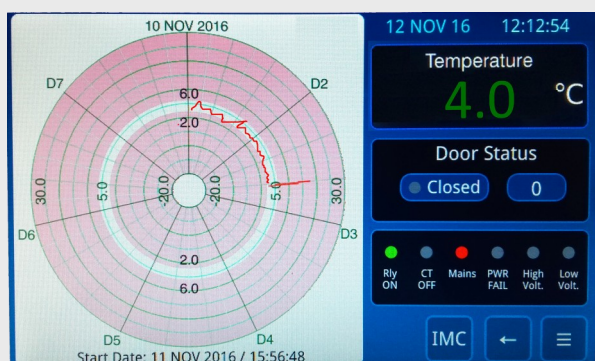 10 NOV 2016
D7
D2
6.0
2.0
30.0
5.0
-20.0
-20.0
5.0
30.0
D6
D3
2.0
6.0
D5
D4
Start Date: 11 NOV 2016 / 15:56:48
12 NOV 16 12:12:54
Temperature
4.0 °C
Door Status
Closed 0
Rly ON
CT OFF
Mains
PWR FAIL
High Volt.
Low Volt.
IMC